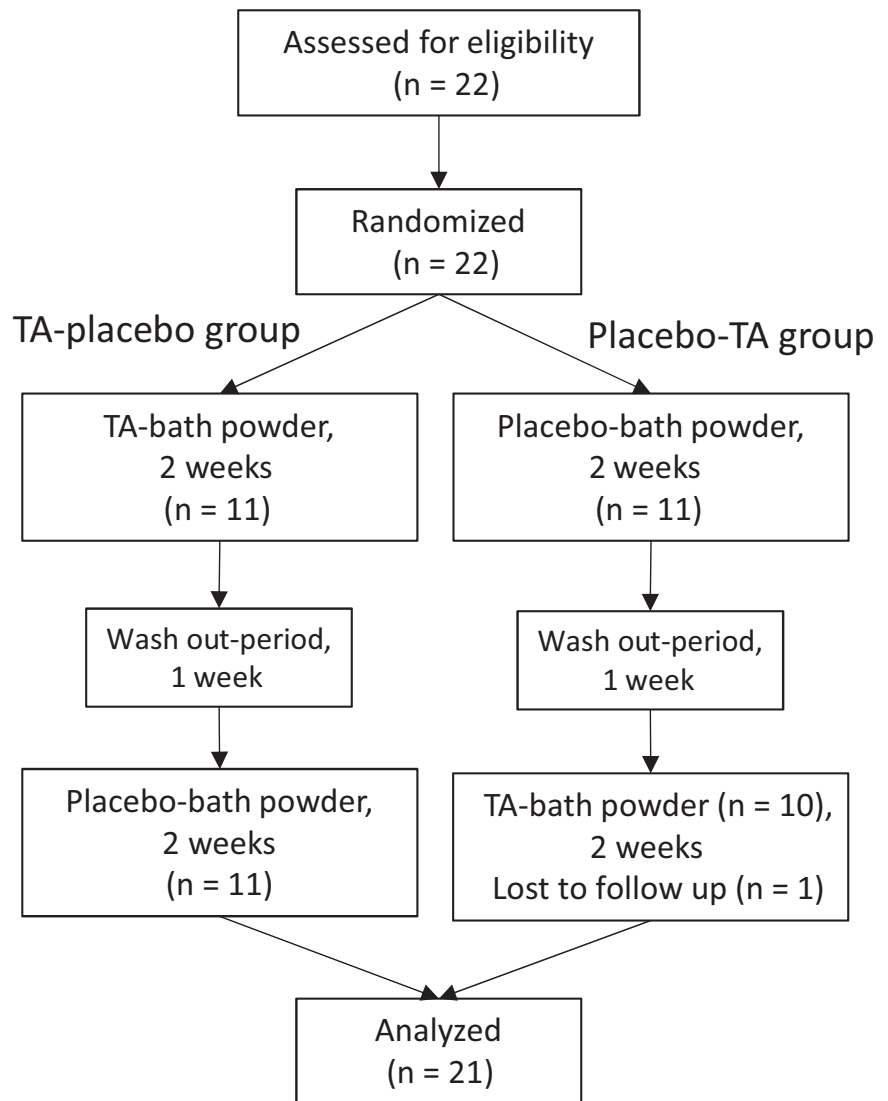 Assessed for eligibility
(n = 22)
Randomized
(n = 22)
TA-placebo group
Placebo-TA group
TA-bath powder,
2 weeks
(n = 11)
Placebo-bath powder,
2 weeks
(n = 11)
Wash out-period,
1 week
Wash out-period,
1 week
Placebo-bath powder,
2 weeks
(n = 11)
TA-bath powder (n = 10),
2 weeks
Lost to follow up (n = 1)
Analyzed
(n = 21)